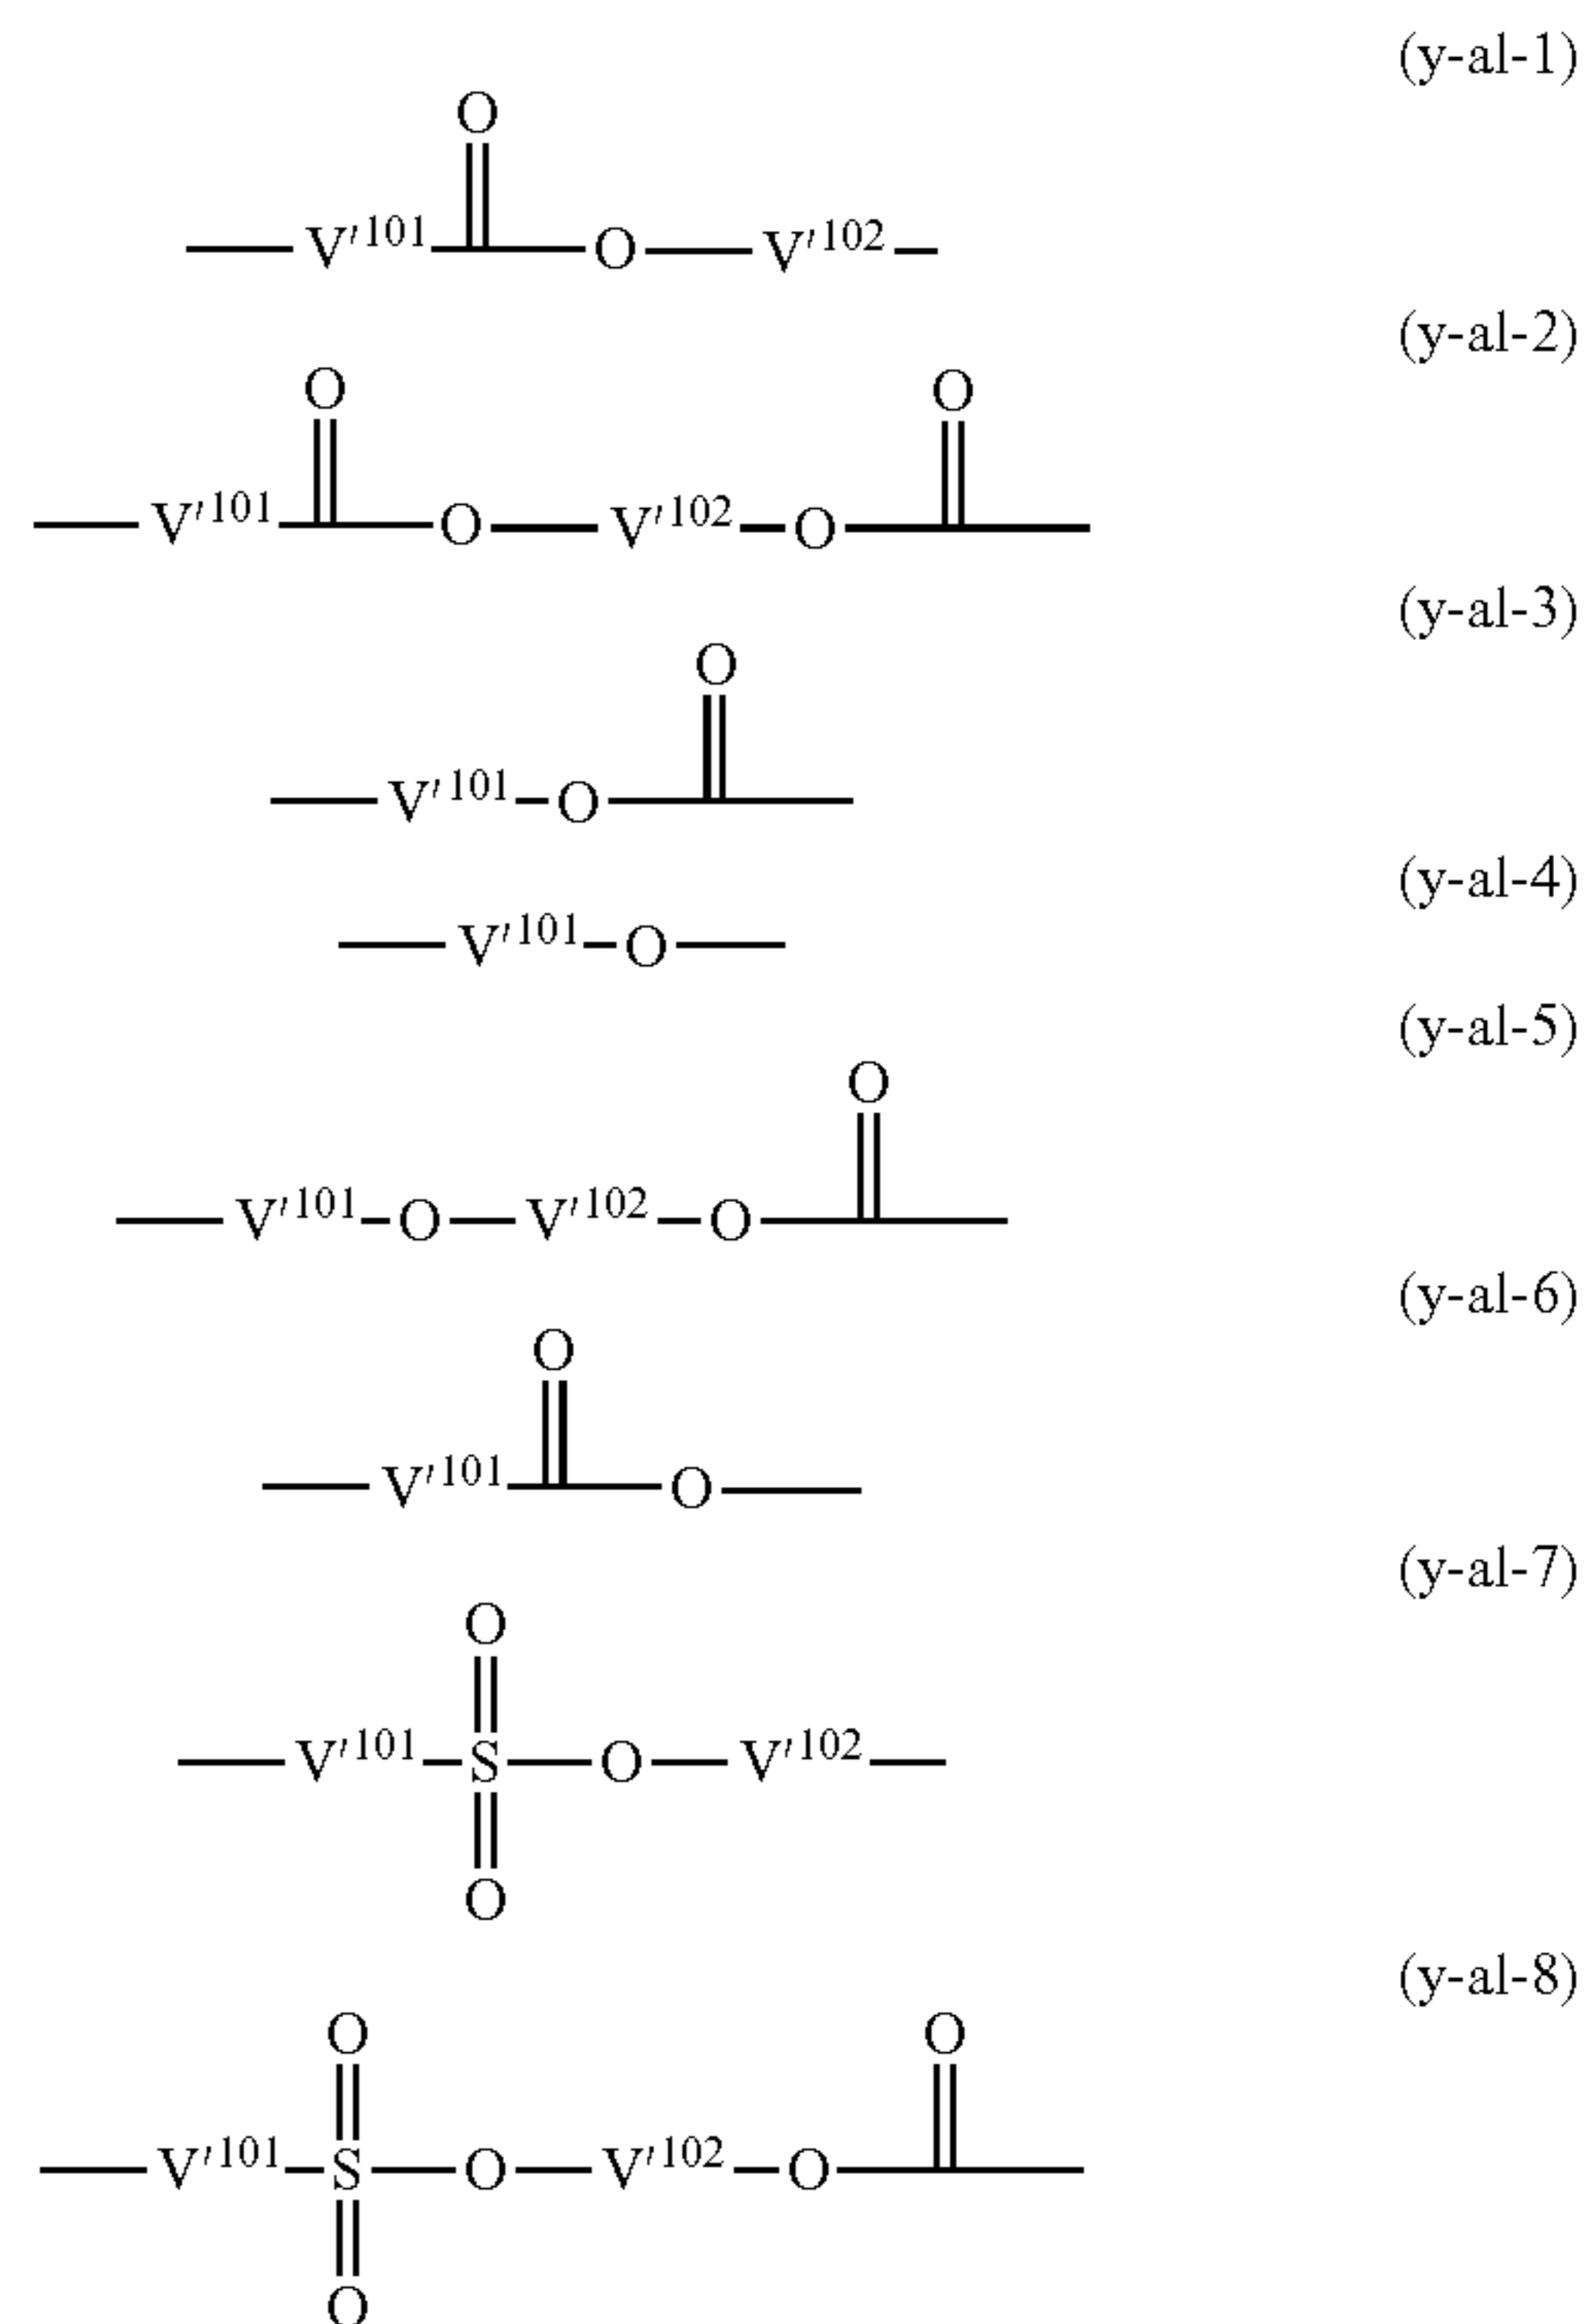 (y-al-1)
O
V'101 O V'102
(y-al-2)
O O
V'101 O V'102 O
(y-al-3)
O
V'101 O
(y-al-4)
V'101 O
(y-al-5)
O
V'101 O V'102 O
(y-al-6)
O
V'101 O
(y-al-7)
O
V'101 S O V'102
O
(y-al-8)
O O
V'101 S O V'102 O
O